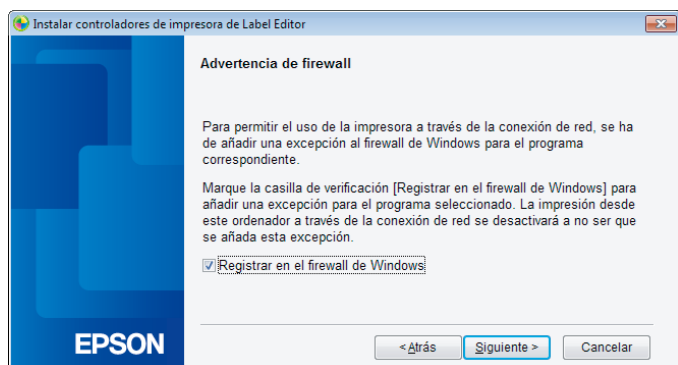 Instalar controladores de impresora de Label Editor
Advertencia de firewall
Para permitir el uso de la impresora a través de la conexión de red, se ha
de añadir una excepción al firewall de Windows para el programa
correspondiente.
Marque la casilla de verificación [Registrar en el firewall de Windows] para
añadir una excepción para el programa seleccionado. La impresión desde
este ordenador a través de la conexión de red se desactivará a no ser que
se añada esta excepción.
Registrar en el firewall de Windows
EPSON
< Atrás Siguiente > Cancelar